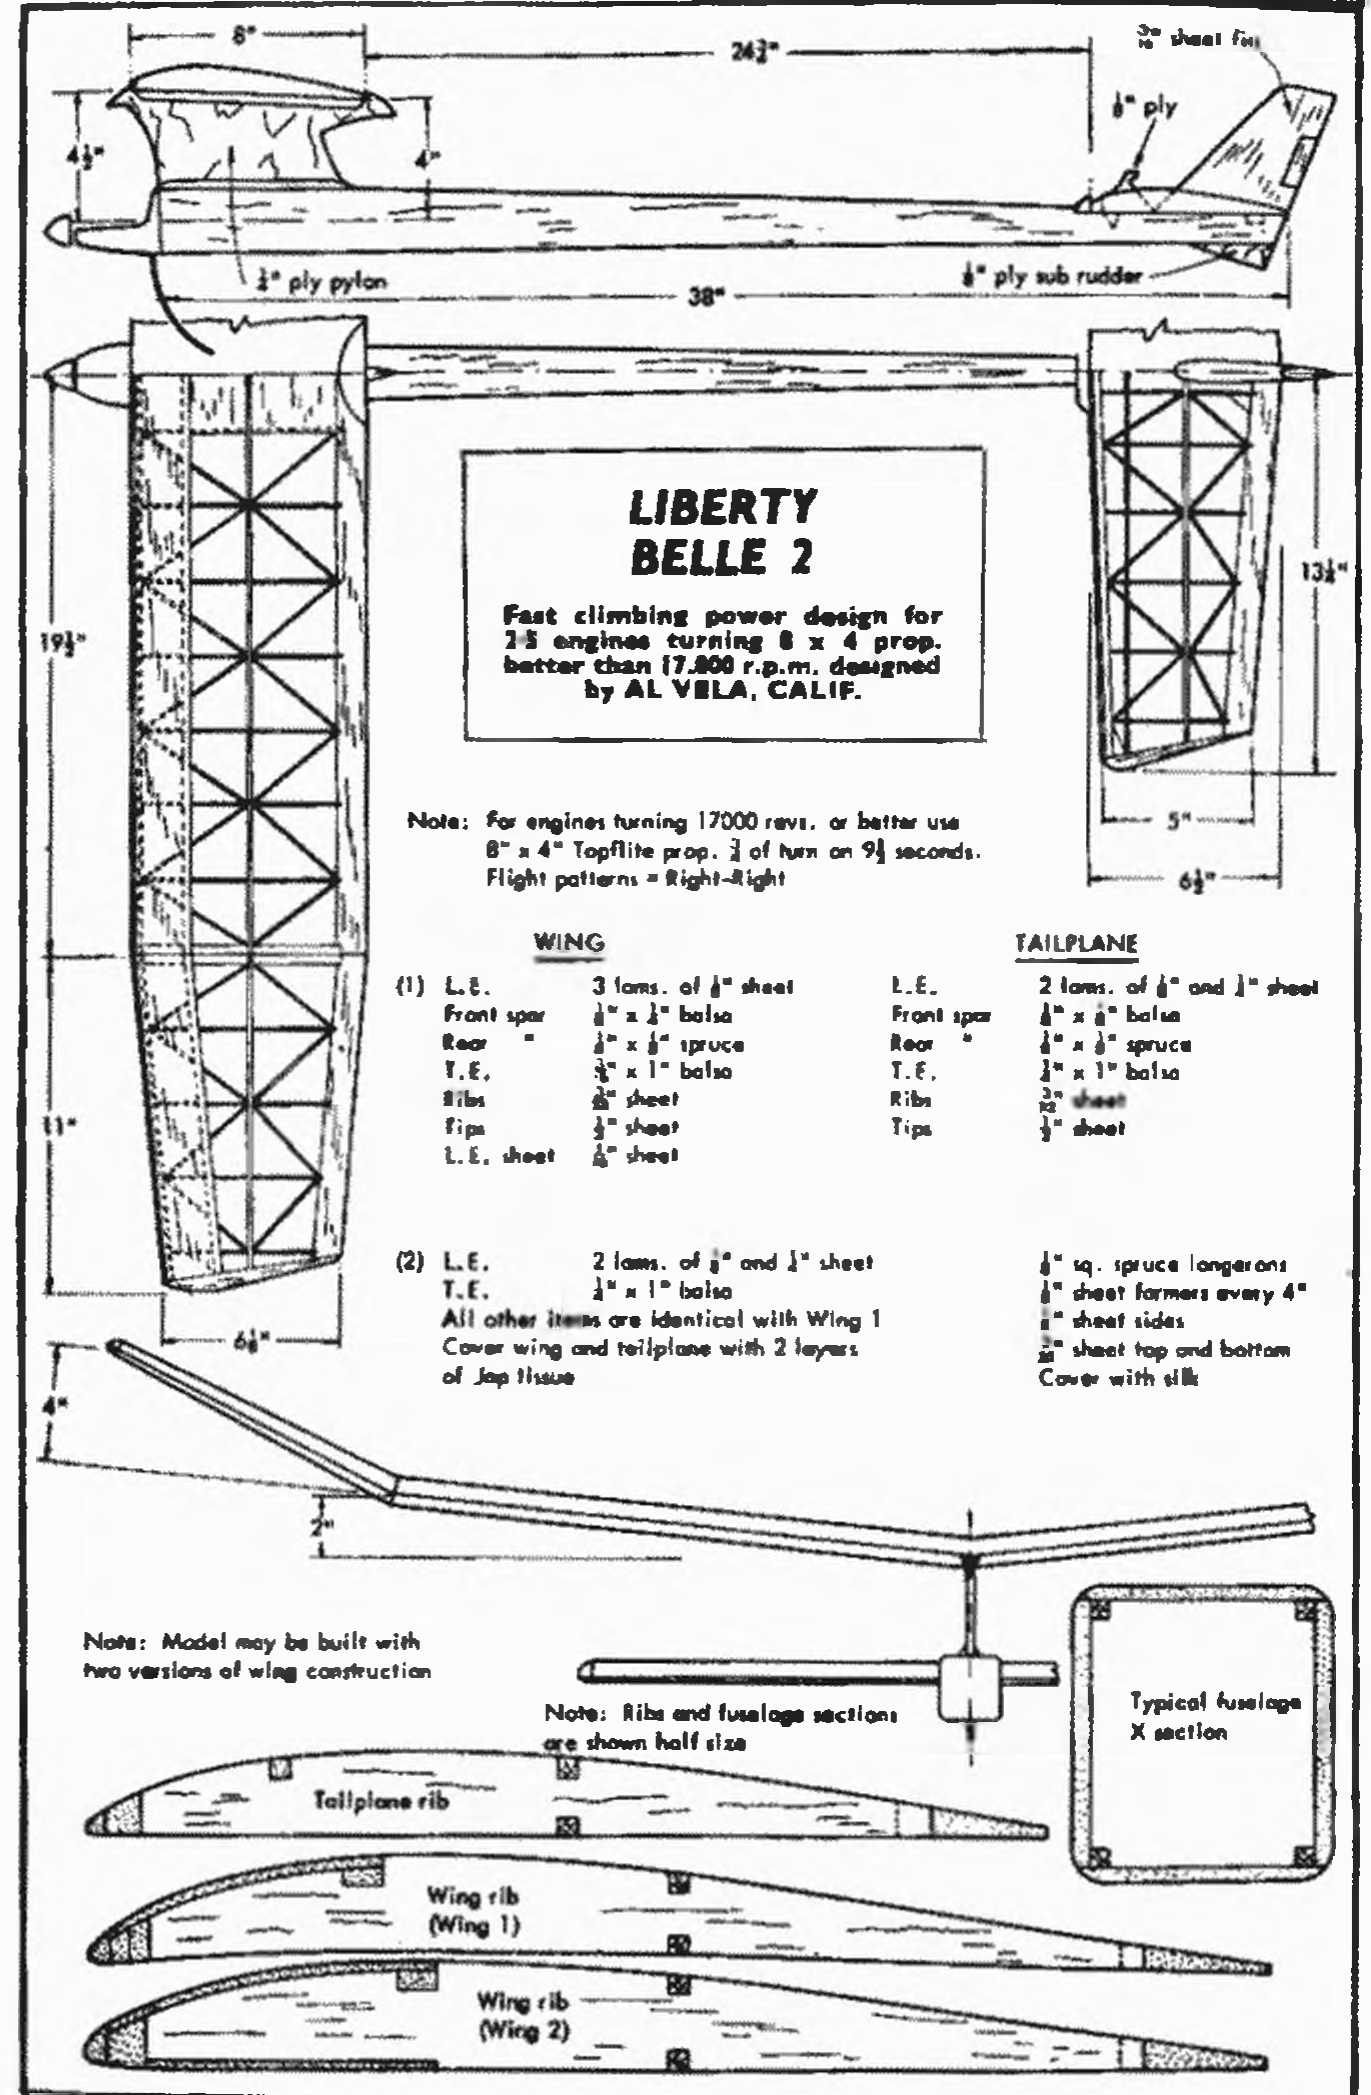 8"
24¾"
sheet fin
⅛" ply
4½"
4"
¼" ply pylon
⅛" ply sub rudder
38"
LIBERTY
BELLE 2
Fast climbing power design for
engines turning 8 x 4 prop.
better than 17,000 r.p.m. designed
by AL VELA, CALIF.
19½"
13½"
5"
6½"
Note: For engines turning 17000 revs. or better use
8" x 4" Topflite prop. of turn on seconds.
Flight patterns = Right-Right
WING
(1) L.E. 3 lams. of sheet
Front spar balsa
Rear " spruce
T.E. x 1" balsa
Ribs sheet
Tips ½" sheet
L.E. sheet sheet
TAILPLANE
L.E. 2 lams. of and sheet
Front spar balsa
Rear " spruce
T.E. x 1" balsa
Ribs sheet
Tips ½" sheet
11"
6⅛"
(2) L.E. 2 lams. of and sheet
T.E. x 1" balsa
All other items are identical with Wing 1
Cover wing and tailplane with 2 layers
of Jap tissue
sq. spruce longerons
sheet formers every 4"
sheet sides
sheet top and bottom
Cover with silk
4"
2"
Note: Model may be built with
two versions of wing construction
Note: Ribs and fuselage sections
are shown half size
Typical fuselage
X section
Tailplane rib
Wing rib
(Wing 1)
Wing rib
(Wing 2)